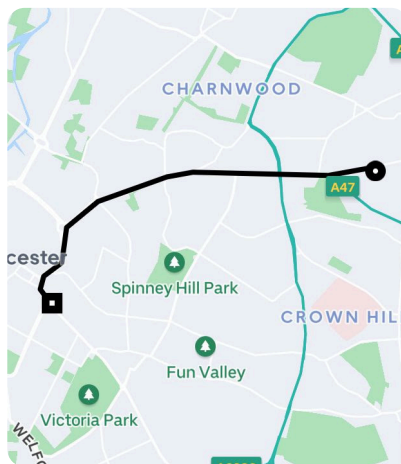 CHARNWOOD
A47
cester
Spinney Hill Park
CROWN HIL
Fun Valley
Victoria Park
WELFO